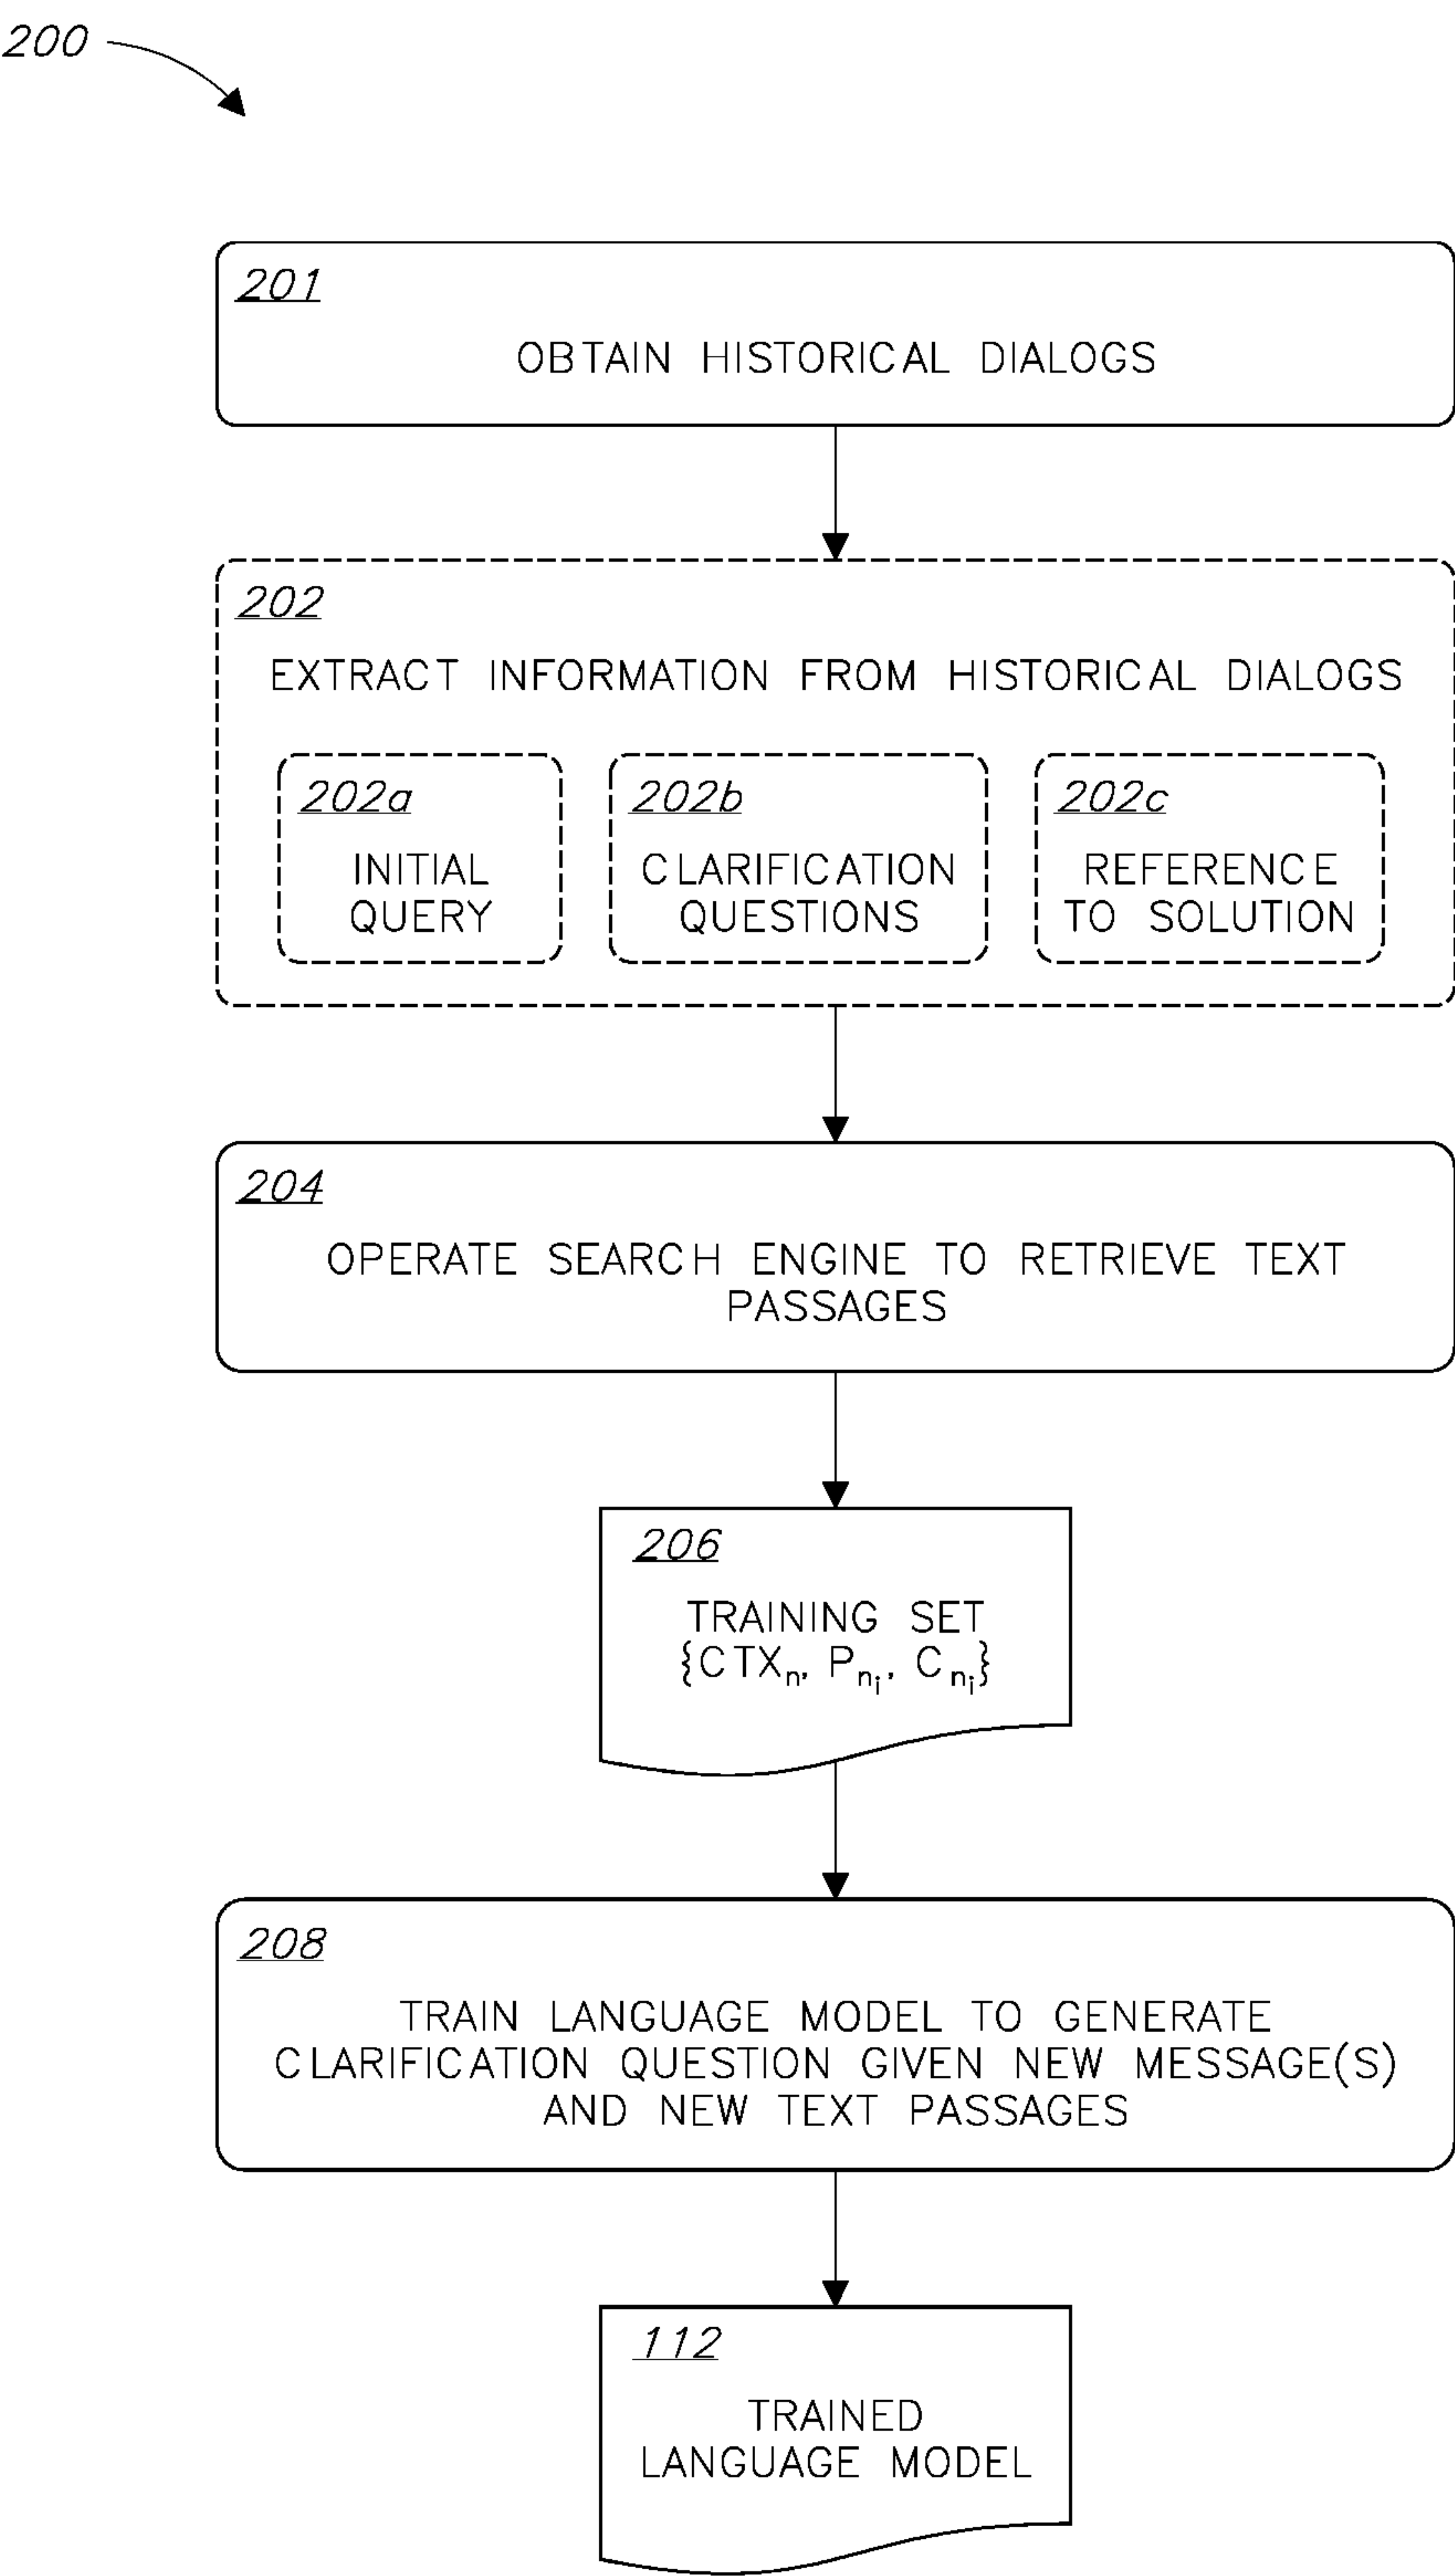 200
201
OBTAIN HISTORICAL DIALOGS
202
EXTRACT INFORMATION FROM HISTORICAL DIALOGS
202a
INITIAL
QUERY
202b
CLARIFICATION
QUESTIONS
202c
REFERENCE
TO SOLUTION
204
OPERATE SEARCH ENGINE TO RETRIEVE TEXT
PASSAGES
206
TRAINING SET
{CTXn, Pni, Cni}
208
TRAIN LANGUAGE MODEL TO GENERATE
CLARIFICATION QUESTION GIVEN NEW MESSAGE(S)
AND NEW TEXT PASSAGES
112
TRAINED
LANGUAGE MODEL